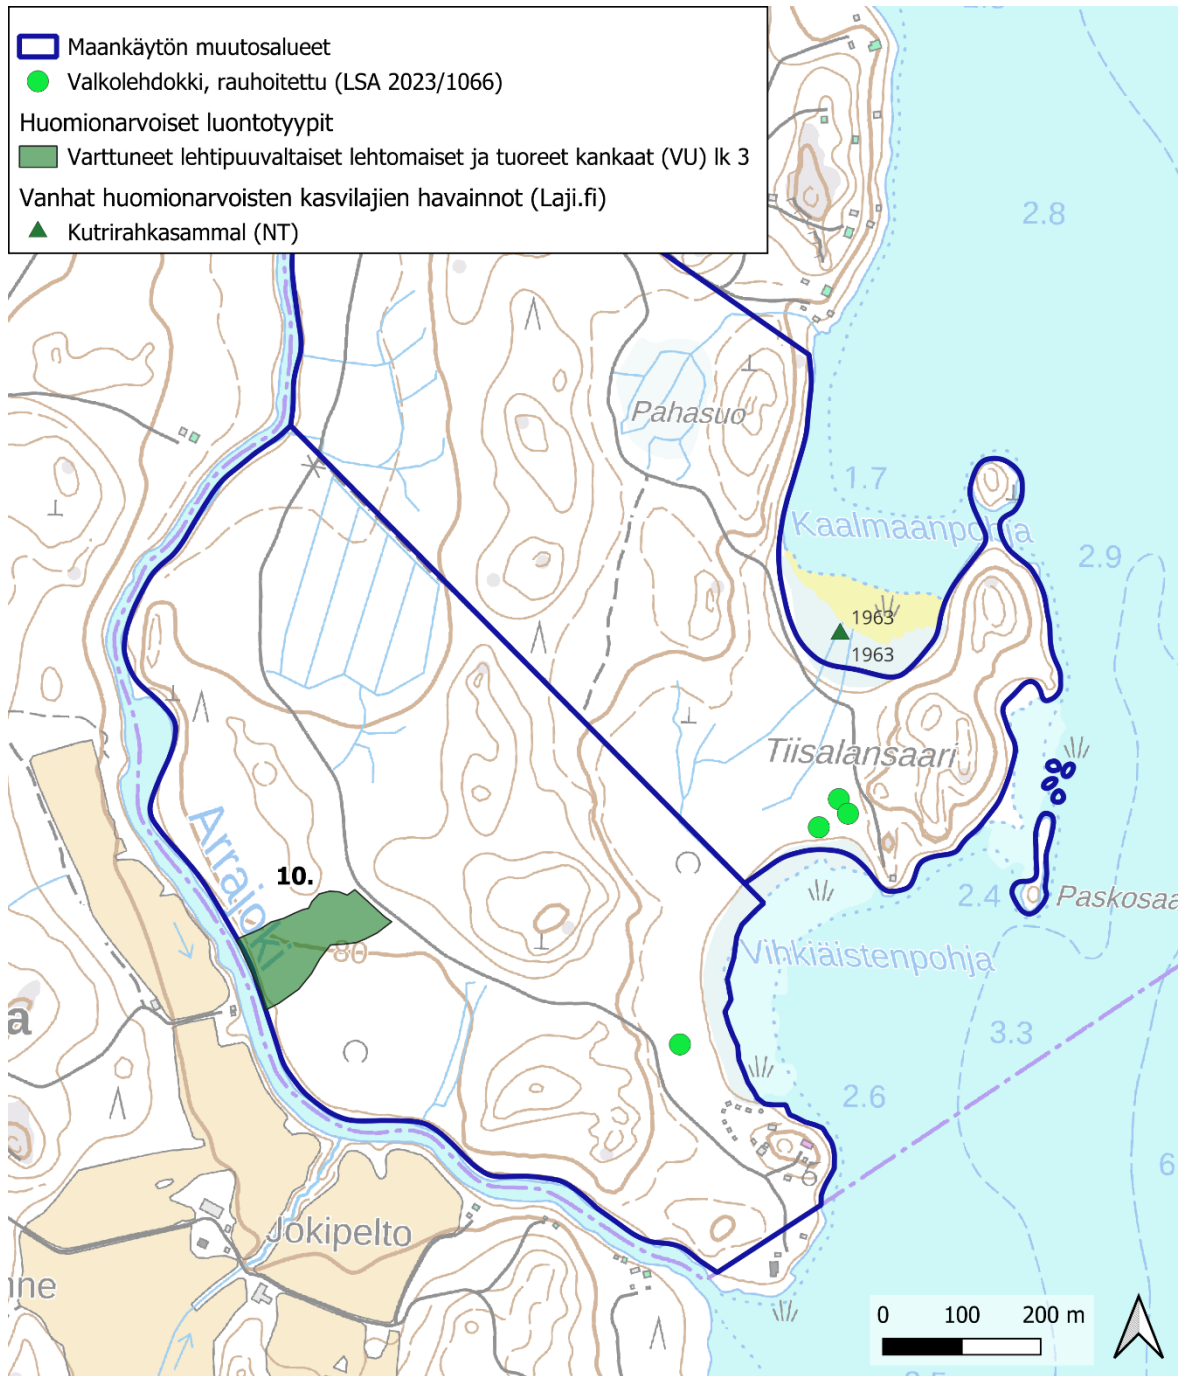 Maankäytön muutosalueet
Valkolehdokki, rauhoitettu (LSA 2023/1066)
Huomionarvoiset luontotyypit
Varttuneet lehtipuuvaltaiset lehtomaiset ja tuoreet kankaat (VU) lk 3
Vanhat huomionarvoisten kasvilajien havainnot (Laji.fi)
Kutrirahkasammal (NT)
2.8
Pahasuo
1.7
Kaalmaanpohja
2.9
1963
1963
Tiisalansaari
Arrajoki
10.
80
2.4
Paskosaa
Vihkiäistenpohja
a
3.3
2.6
6
Jokipelto
nne
0 100 200 m